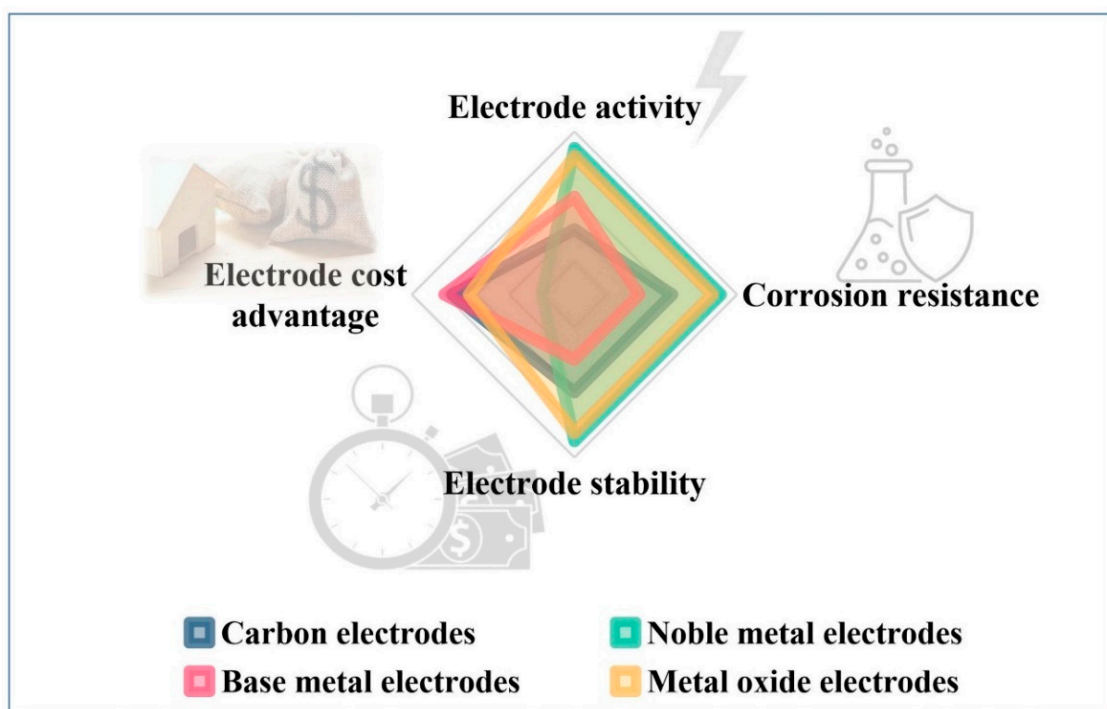 Electrode activity
$
Electrode cost
advantage
Corrosion resistance
Electrode stability
$
Carbon electrodes
Noble metal electrodes
Base metal electrodes
Metal oxide electrodes